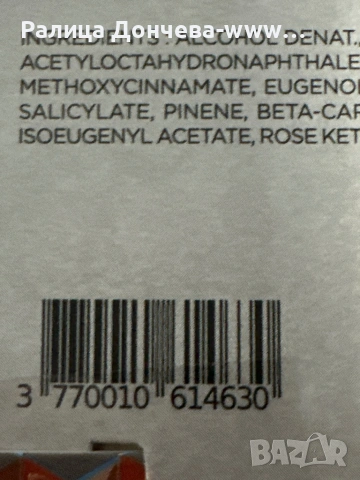 Ралица Дончева-www...
INGREDIENTS : ALCOHOL DENAT.,
ACETYLOCTAHYDRONAPHTHALE
METHOXYCINNAMATE, EUGENOL
SALICYLATE, PINENE, BETA-CAR
ISOEUGENYL ACETATE, ROSE KET
3 770010 614630
BAZAR